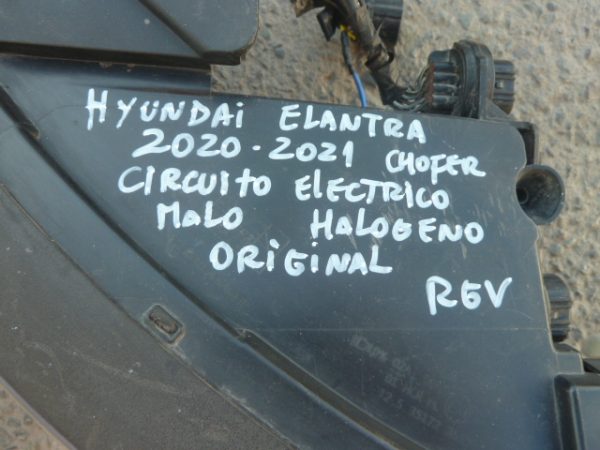 HYUNDAi ELANTRA
2020-2021 CHOFER
CIRCUITO ELECTRICO
MALO HALOGENO
ORIGINAL
REV